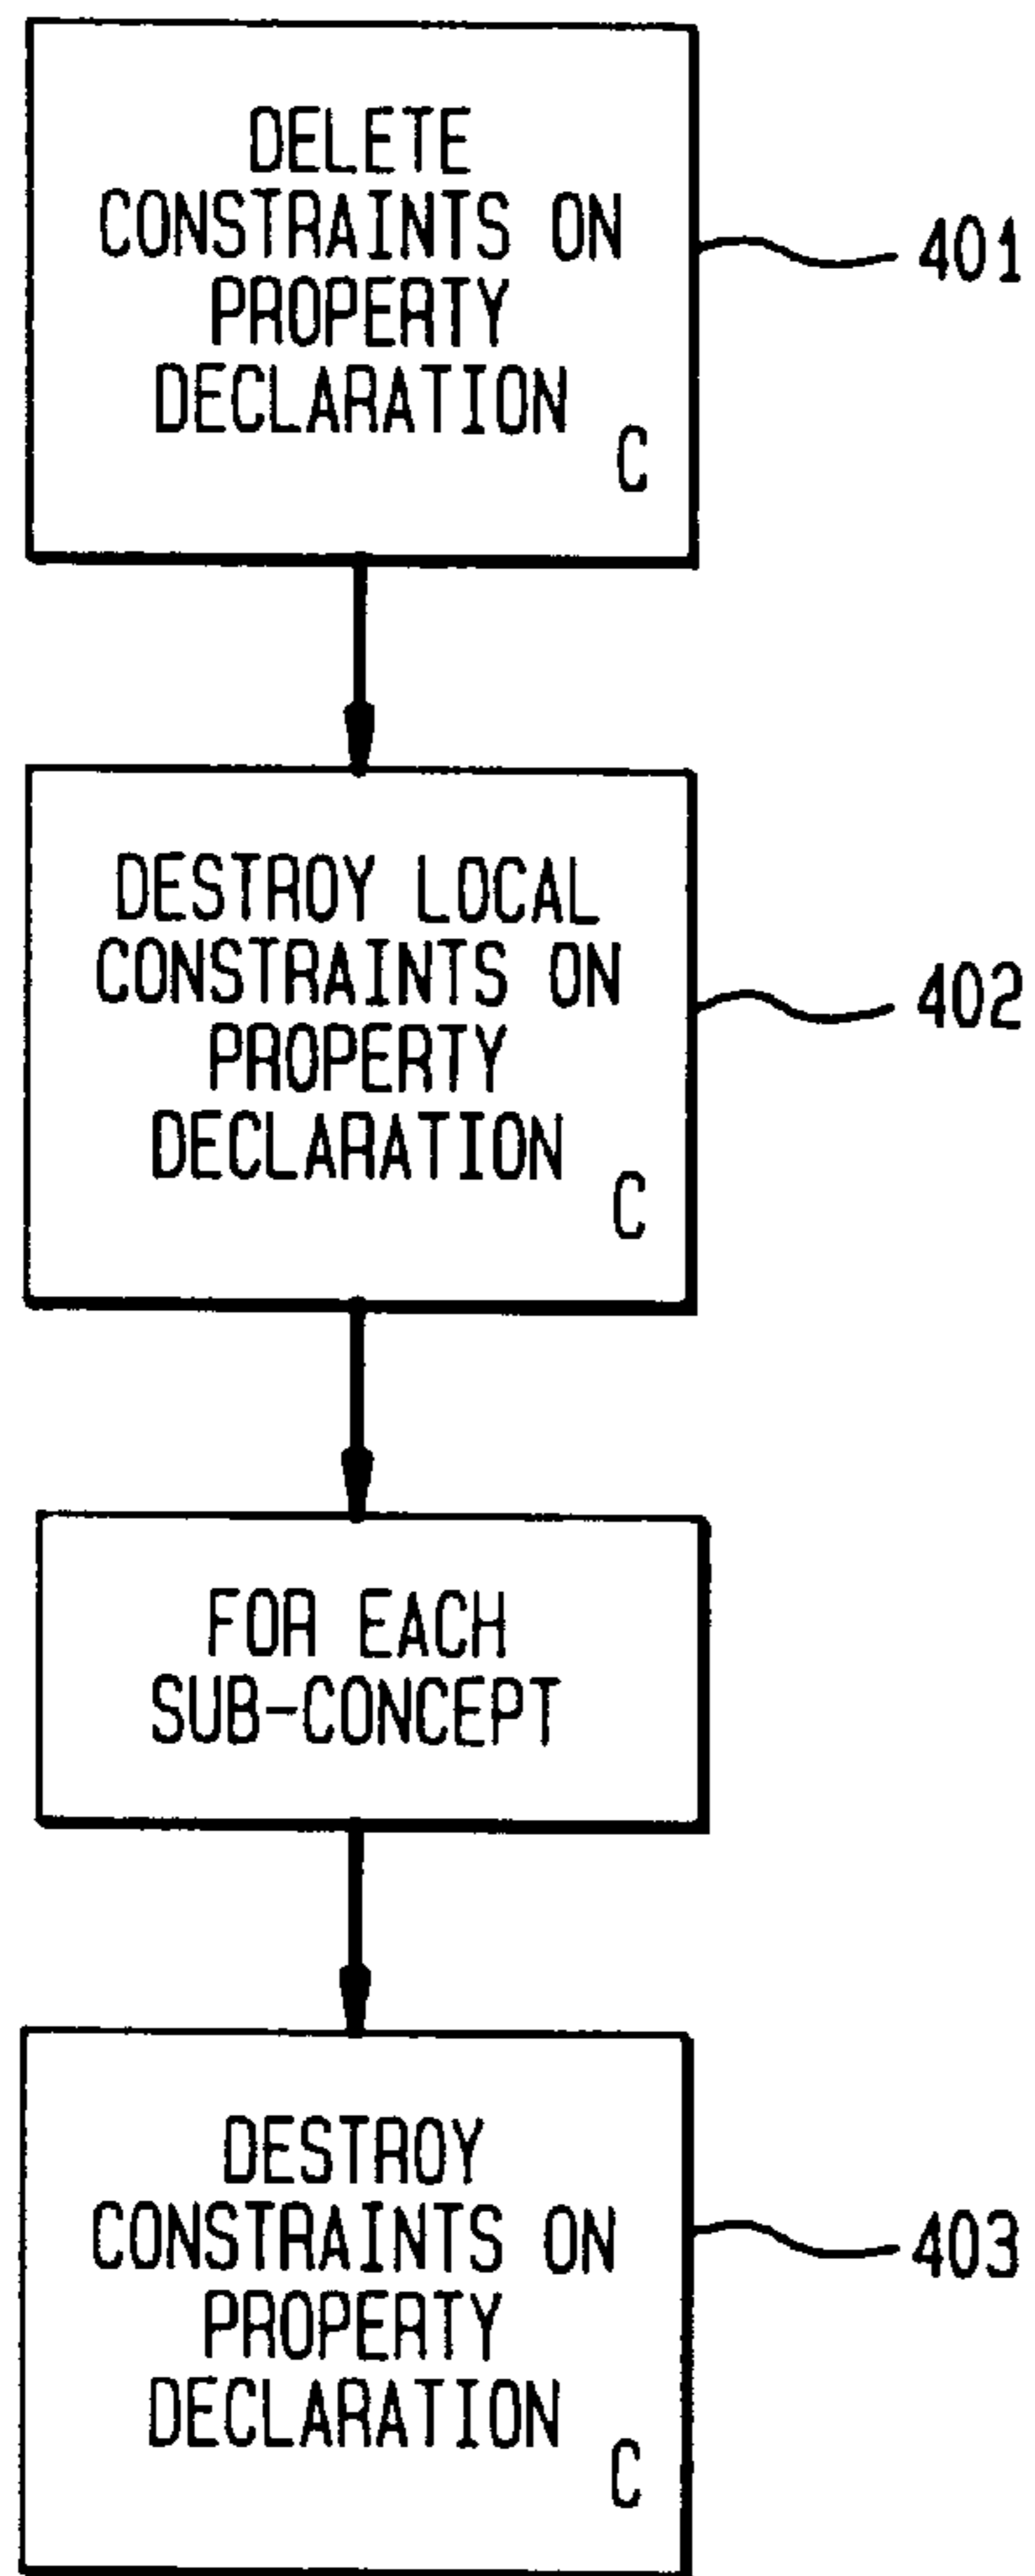 DELETE
CONSTRAINTS ON
PROPERTY
DECLARATION
C
401
DESTROY LOCAL
CONSTRAINTS ON
PROPERTY
DECLARATION
C
402
FOR EACH
SUB-CONCEPT
DESTROY
CONSTRAINTS ON
PROPERTY
DECLARATION
C
403